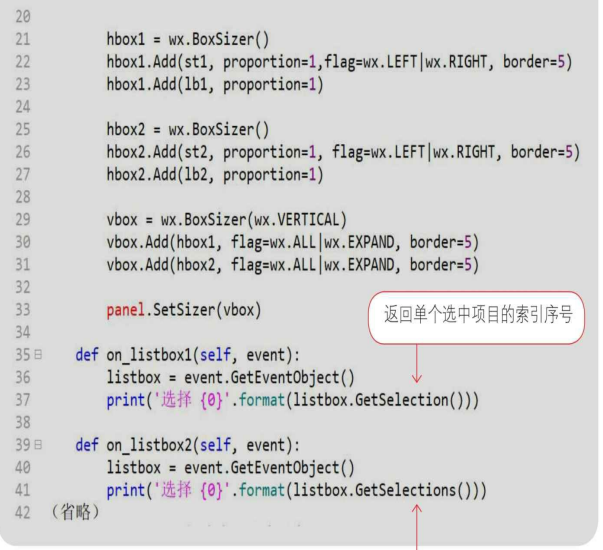 20
21 hbox1 = wx.BoxSizer()
22 hbox1.Add(st1, proportion=1,flag=wx.LEFT|wx.RIGHT, border=5)
23 hbox1.Add(lb1, proportion=1)
24
25 hbox2 = wx.BoxSizer()
26 hbox2.Add(st2, proportion=1, flag=wx.LEFT|wx.RIGHT, border=5)
27 hbox2.Add(lb2, proportion=1)
28
29 vbox = wx.BoxSizer(wx.VERTICAL)
30 vbox.Add(hbox1, flag=wx.ALL|wx.EXPAND, border=5)
31 vbox.Add(hbox2, flag=wx.ALL|wx.EXPAND, border=5)
32
33 panel.SetSizer(vbox)
返回单个选中项目的索引序号
34
35 def on_listbox1(self, event):
36 listbox = event.GetEventObject()
37 print('选择 {0}'.format(listbox.GetSelection()))
38
39 def on_listbox2(self, event):
40 listbox = event.GetEventObject()
41 print('选择 {0}'.format(listbox.GetSelections()))
42 （省略）